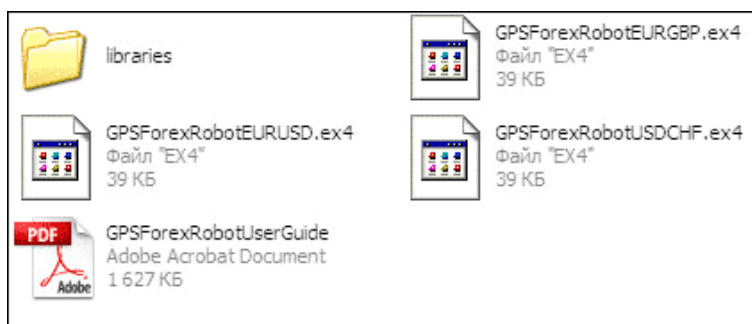 libraries
GPSForexRobotEURGBP.ex4
Файл "EX4"
39 КБ
GPSForexRobotEURUSD.ex4
Файл "EX4"
39 КБ
GPSForexRobotUSDCHF.ex4
Файл "EX4"
39 КБ
PDF
Adobe
GPSForexRobotUserGuide
Adobe Acrobat Document
1 627 КБ